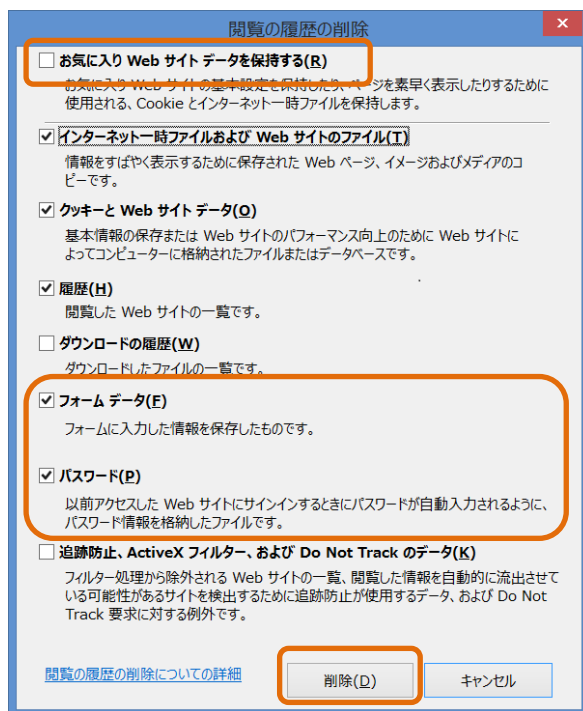 閲覧の履歴の削除
お気に入り Web サイト データを保持する(R)
お気に入り Web サイトの基本設定を保持したり、ページを素早く表示したりするために
使用される、Cookie とインターネット一時ファイルを保持します。
インターネット一時ファイルおよび Web サイトのファイル(T)
情報をすばやく表示するために保存された Web ページ、イメージおよびメディアのコ
ピーです。
クッキーと Web サイト データ(O)
基本情報の保存または Web サイトのパフォーマンス向上のために Web サイトに
よってコンピューターに格納されたファイルまたはデータベースです。
履歴(H)
閲覧した Web サイトの一覧です。
ダウンロードの履歴(W)
ダウンロードしたファイルの一覧です。
フォーム データ(F)
フォームに入力した情報を保存したものです。
パスワード(P)
以前アクセスした Web サイトにサインインするときにパスワードが自動入力されるように、
パスワード情報を格納したファイルです。
追跡防止、ActiveX フィルター、および Do Not Track のデータ(K)
フィルター処理から除外される Web サイトの一覧、閲覧した情報を自動的に流出させて
いる可能性があるサイトを検出するために追跡防止が使用するデータ、および Do Not
Track 要求に対する例外です。
閲覧の履歴の削除についての詳細
削除(D)
キャンセル